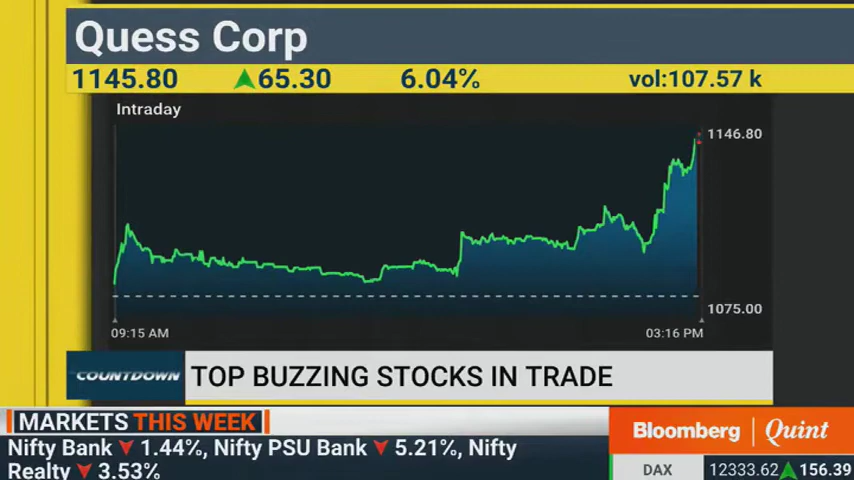 Quess Corp
1145.80 65.30 6.04% vol:107.57 k
Intraday
1146.80
1075.00
09:15 AM 03:16 PM
COUNTDOWN TOP BUZZING STOCKS IN TRADE
MARKETS THIS WEEK
Nifty Bank 1.44%, Nifty PSU Bank 5.21%, Nifty
Realty 3.53%
Bloomberg | Quint
DAX 12333.62 156.39